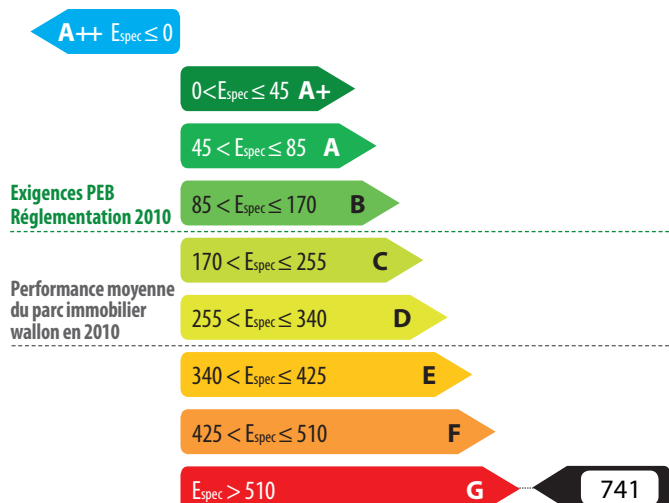 A++ Espec ≤ 0
0<Espec ≤ 45 A+
45 < Espec ≤ 85 A
Exigences PEB
Réglementation 2010
85 < Espec ≤ 170 B
170 < Espec ≤ 255 C
Performance moyenne
du parc immobilier
wallon en 2010
255 < Espec ≤ 340 D
340 < Espec ≤ 425 E
425 < Espec ≤ 510 F
Espec > 510 G 741